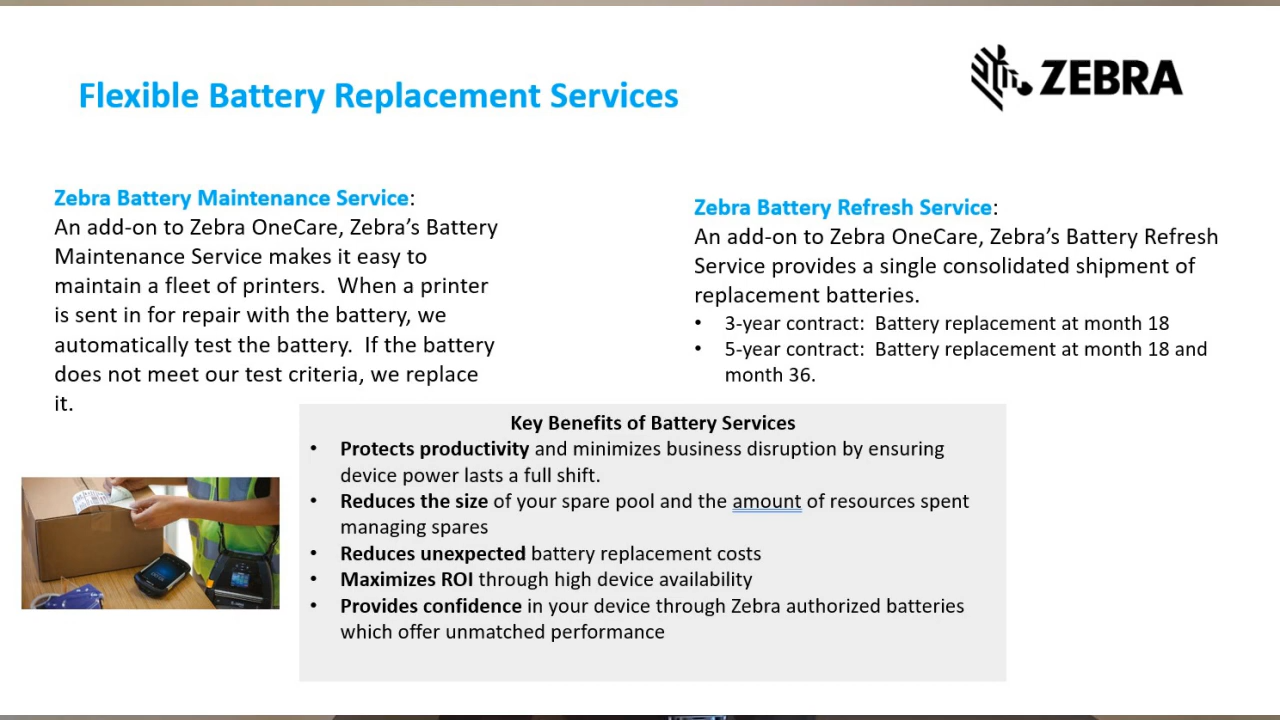 Flexible Battery Replacement Services
ZEBRA
Zebra Battery Maintenance Service:
An add-on to Zebra OneCare, Zebra’s Battery
Maintenance Service makes it easy to
maintain a fleet of printers.  When a printer
is sent in for repair with the battery, we
automatically test the battery.  If the battery
does not meet our test criteria, we replace
it.
Zebra Battery Refresh Service:
An add-on to Zebra OneCare, Zebra’s Battery Refresh
Service provides a single consolidated shipment of
replacement batteries.
• 3-year contract:  Battery replacement at month 18
• 5-year contract:  Battery replacement at month 18 and
month 36.
Key Benefits of Battery Services
• Protects productivity and minimizes business disruption by ensuring
device power lasts a full shift.
• Reduces the size of your spare pool and the amount of resources spent
managing spares
• Reduces unexpected battery replacement costs
• Maximizes ROI through high device availability
• Provides confidence in your device through Zebra authorized batteries
which offer unmatched performance